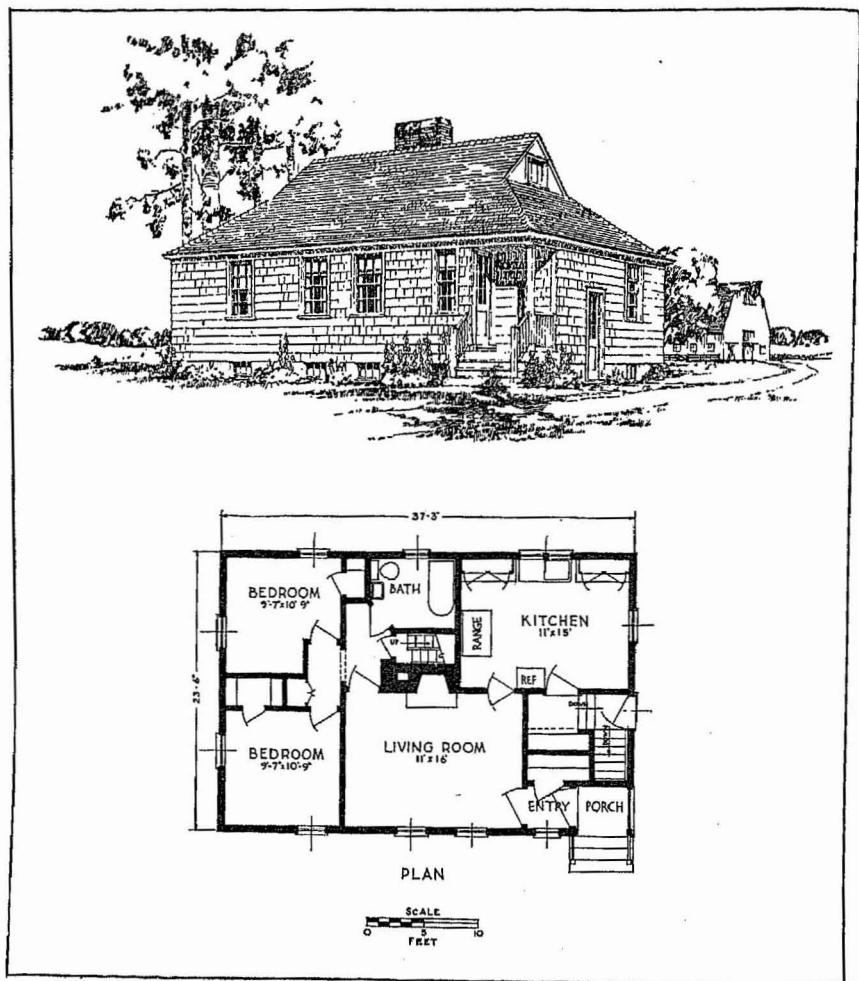 37'-3"
23'-6"
BEDROOM
9'-7"x10'-9"
BATH
KITCHEN
11'x15'
RANGE
UP
REF
DOWN
DOWN
BEDROOM
9'-7"x10'-9"
LIVING ROOM
11'x16'
ENTRY
PORCH
PLAN
SCALE
0 5 10
FEET